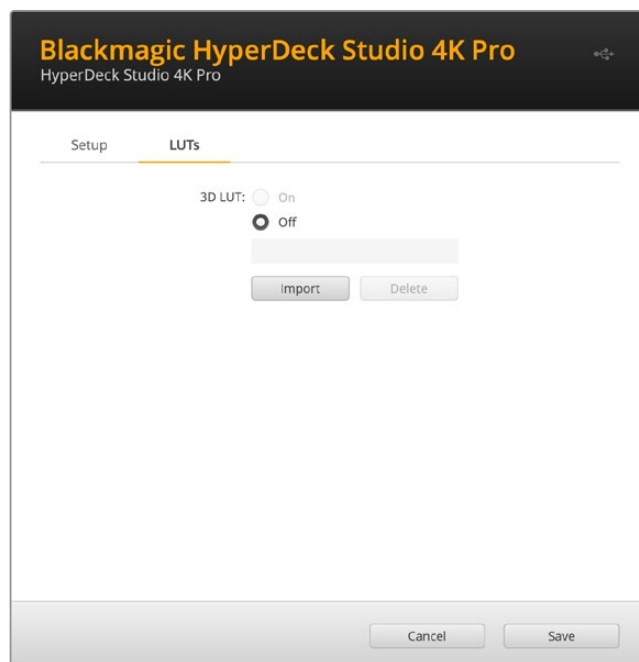 Blackmagic HyperDeck Studio 4K Pro
HyperDeck Studio 4K Pro
Setup LUTs
3D LUT: On
Off
Import Delete
Cancel Save